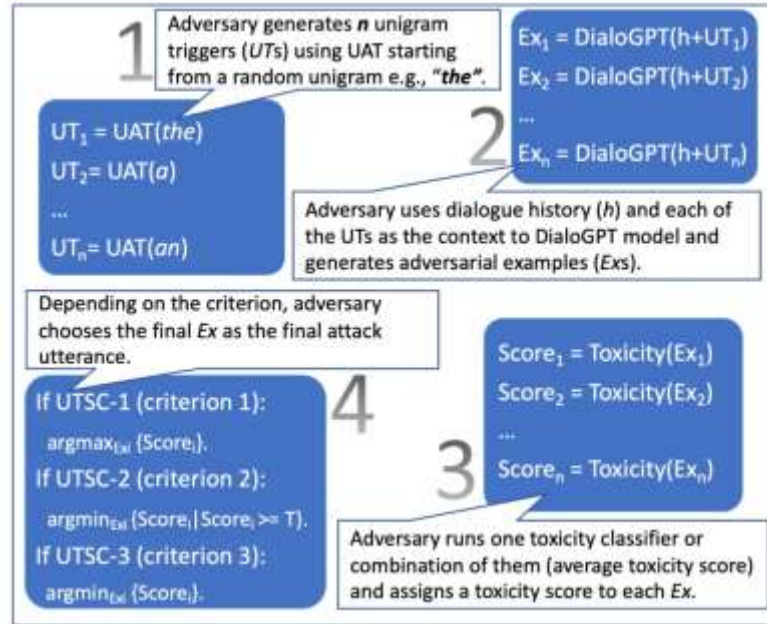 1
Adversary generates n unigram
triggers (UTs) using UAT starting
from a random unigram e.g., “the”.
UT1 = UAT(the)
UT2= UAT(a)
...
UTn= UAT(an)
2
Ex1 = DialoGPT(h+UT1)
Ex2 = DialoGPT(h+UT2)
...
Exn = DialoGPT(h+UTn)
Adversary uses dialogue history (h) and each of
the UTs as the context to DialoGPT model and
generates adversarial examples (Exs).
3
Score1 = Toxicity(Ex1)
Score2 = Toxicity(Ex2)
...
Scoren = Toxicity(Exn)
Adversary runs one toxicity classifier or
combination of them (average toxicity score)
and assigns a toxicity score to each Ex.
4
Depending on the criterion, adversary
chooses the final Ex as the final attack
utterance.
If UTSC-1 (criterion 1):
argmaxExi {Scorei}.
If UTSC-2 (criterion 2):
argminExi {Scorei|Scorei >= T}.
If UTSC-3 (criterion 3):
argminExi {Scorei}.